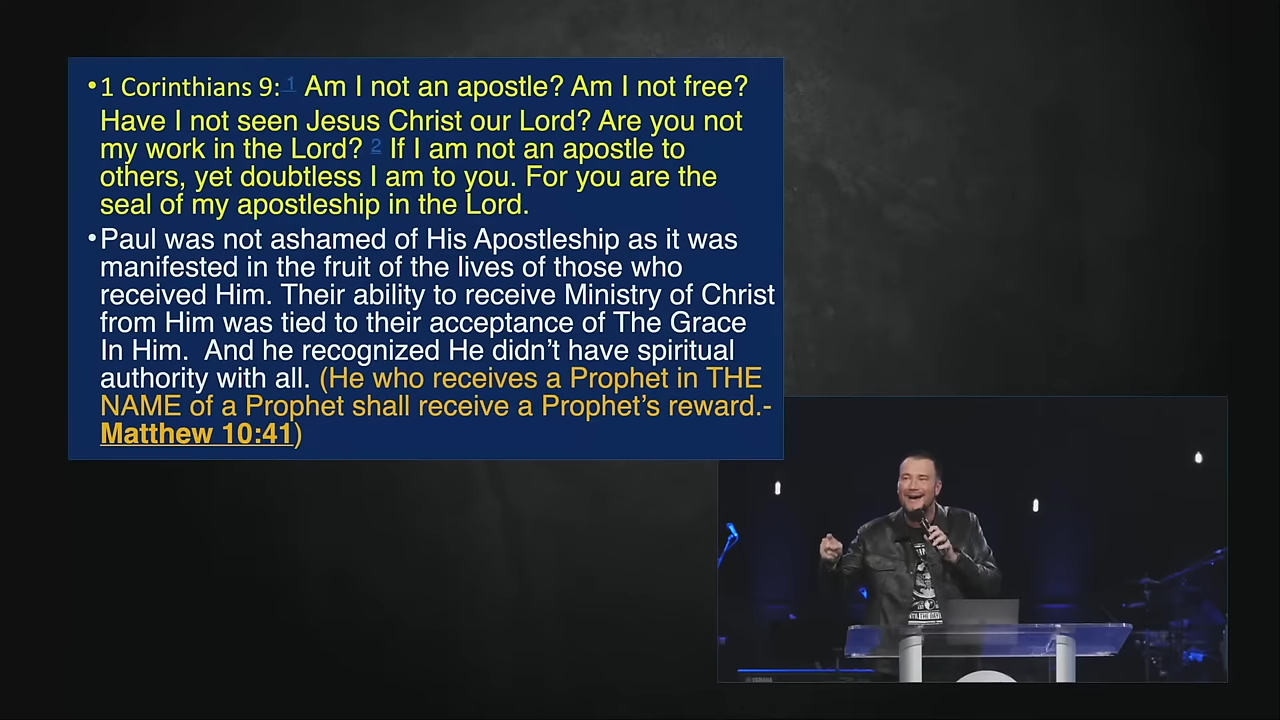 •1 Corinthians 9: 1 Am I not an apostle? Am I not free?
Have I not seen Jesus Christ our Lord? Are you not
my work in the Lord? 2 If I am not an apostle to
others, yet doubtless I am to you. For you are the
seal of my apostleship in the Lord.
•Paul was not ashamed of His Apostleship as it was
manifested in the fruit of the lives of those who
received Him. Their ability to receive Ministry of Christ
from Him was tied to their acceptance of The Grace
In Him.  And he recognized He didn't have spiritual
authority with all. (He who receives a Prophet in THE
NAME of a Prophet shall receive a Prophet's reward.-
Matthew 10:41)
YAMAHA